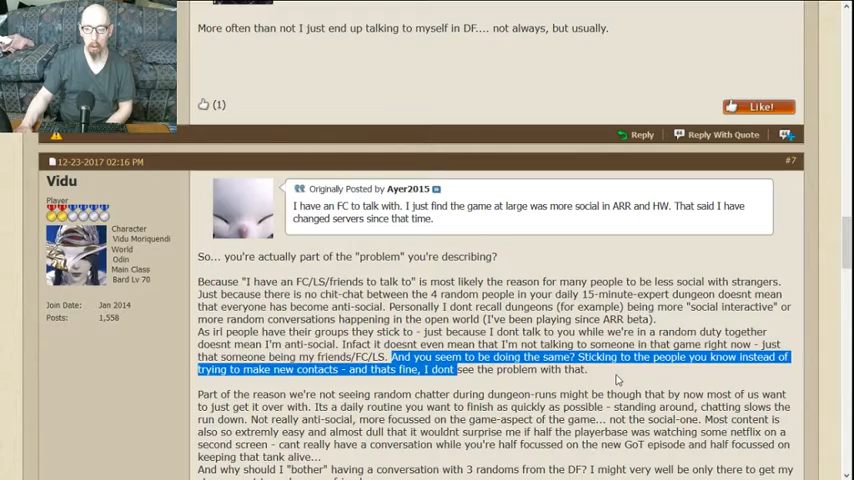 More often than not I just end up talking to myself in DF.... not always, but usually.
(1)
Like!
Reply
Reply With Quote
12-23-2017 02:16 PM
#7
Vidu
Player
Character
Vidu Moriquendi
World
Odin
Main Class
Bard Lv 70
Join Date: Jan 2014
Posts: 1,558
Originally Posted by Ayer2015
I have an FC to talk with. I just find the game at large was more social in ARR and HW. That said I have
changed servers since that time.
So... you're actually part of the "problem" you're describing?
Because "I have an FC/LS/friends to talk to" is most likely the reason for many people to be less social with strangers.
Just because there is no chit-chat between the 4 random people in your daily 15-minute-expert dungeon doesnt mean
that everyone has become anti-social. Personally I dont recall dungeons (for example) being more "social interactive" or
more random conversations happening in the open world (I've been playing since ARR beta).
As irl people have their groups they stick to - just because I dont talk to you while we're in a random duty together
doesnt mean I'm anti-social. Infact it doesnt even mean that I'm not talking to someone in that game right now - just
that someone being my friends/FC/LS. And you seem to be doing the same? Sticking to the people you know instead of
trying to make new contacts - and thats fine, I dont see the problem with that.
Part of the reason we're not seeing random chatter during dungeon-runs might be though that by now most of us want
to just get over with. Its a daily routine you want to finish as quickly as possible - standing around, chatting slows the
run down. Not really anti-social, more focussed on the game-aspect of the game... not the social-one. Most content is
also so extremly easy and almost dull that it wouldnt surprise me if half the playerbase was watching some netflix on a
second screen - cant really have a conversation while you're half focussed on the new GoT episode and half focussed on
keeping that tank alive...
And why should I "bother" having a conversation with 3 randoms from the DF? I might very well be only there to get my